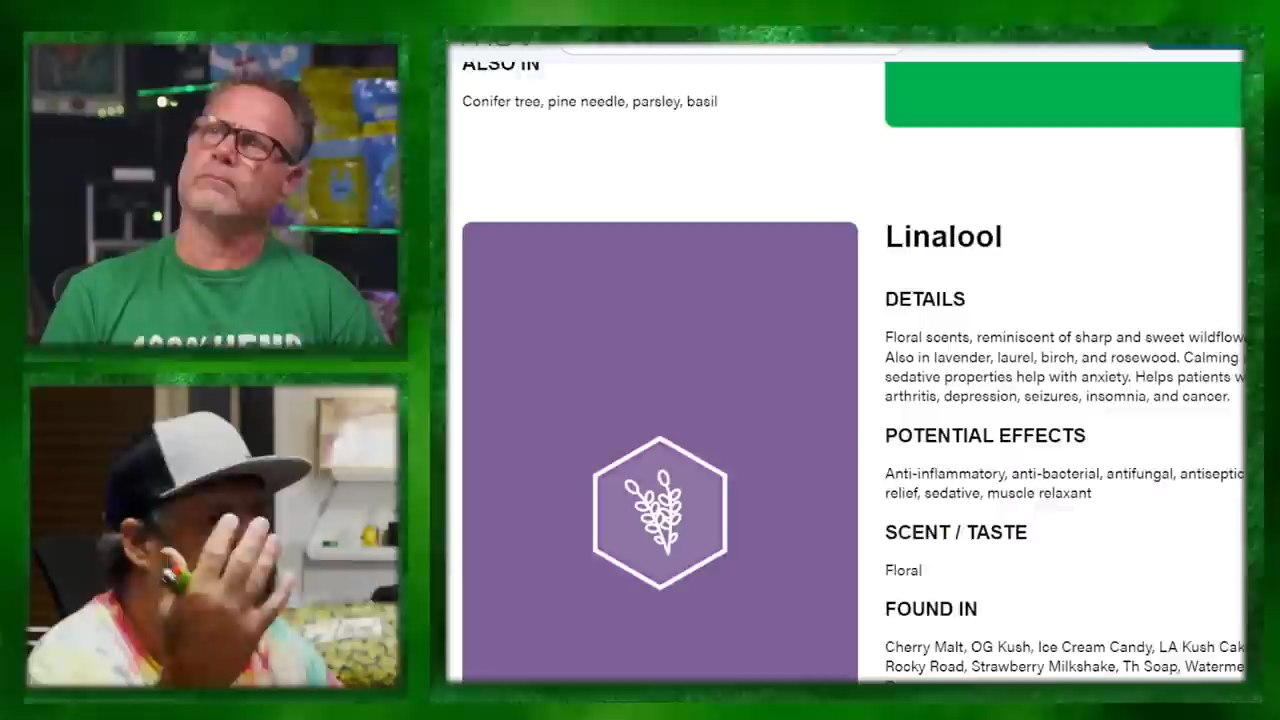 ALSO IN
Conifer tree, pine needle, parsley, basil
Linalool
DETAILS
Floral scents, reminiscent of sharp and sweet wildflow
Also in lavender, laurel, birch, and rosewood. Calming
sedative properties help with anxiety. Helps patients w
arthritis, depression, seizures, insomnia, and cancer.
POTENTIAL EFFECTS
Anti-inflammatory, anti-bacterial, antifungal, antiseptic
relief, sedative, muscle relaxant
SCENT / TASTE
Floral
FOUND IN
Cherry Malt, OG Kush, Ice Cream Candy, LA Kush Cak
Rocky Road, Strawberry Milkshake, Th Soap, Waterme
100% HEMP